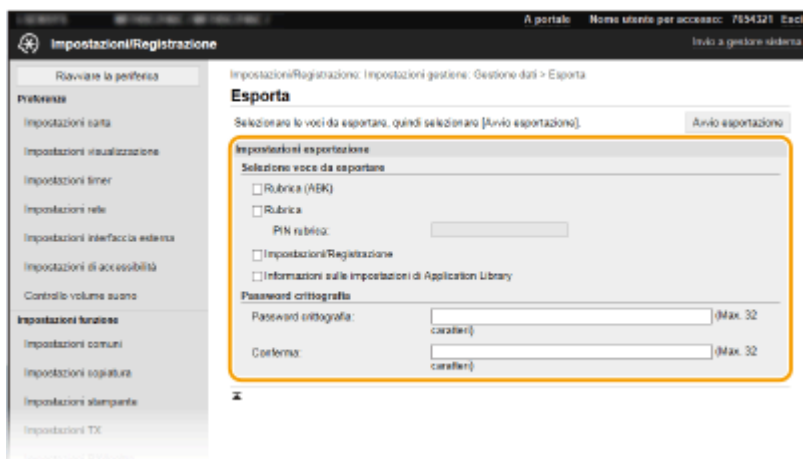 A portale Nome utente per accesso: 7654321 Esci
Impostazioni/Registrazione
Invio a gestore sistema
Riavviare la periferica
Preferenze
Impostazioni carta
Impostazioni visualizzazione
Impostazioni timer
Impostazioni rete
Impostazioni interfaccia esterna
Impostazioni di accessibilità
Controllo volume suono
Impostazioni funzione
Impostazioni comuni
Impostazioni copiatura
Impostazioni stampante
Impostazioni TX
Impostazioni/Registrazione: Impostazioni gestione: Gestione dati > Esporta
Esporta
Selezionare le voci da esportare, quindi selezionare [Avvio esportazione].
Avvio esportazione
Impostazioni esportazione
Selezione voce da esportare
Rubrica (ABK)
Rubrica
PIN rubrica:
Impostazioni/Registrazione
Informazioni sulle impostazioni di Application Library
Password crittografia
Password crittografia:
(Max. 32
caratteri)
Conferma:
(Max. 32
caratteri)